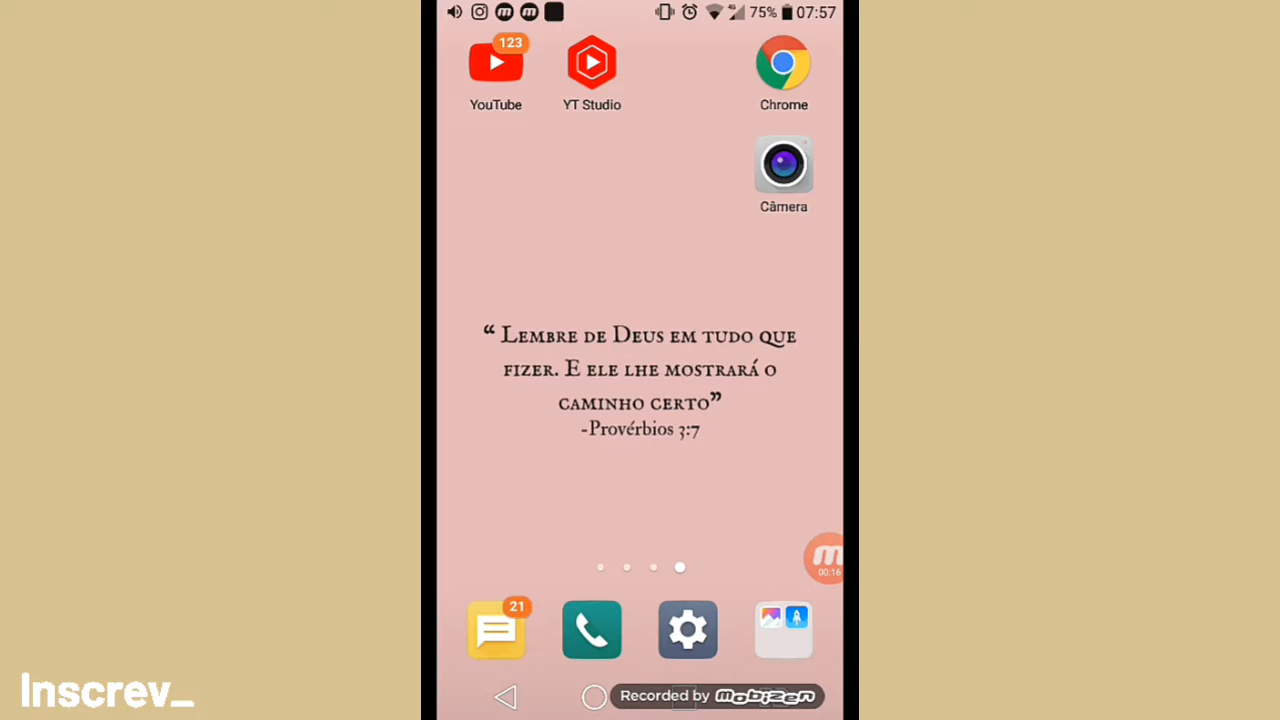 75% 07:57
123
YouTube YT Studio Chrome
Câmera
“ Lembre de Deus em tudo que
fizer. E ele lhe mostrará o
caminho certo”
-Provérbios 3:7
00:16
21
Recorded by mobizen
Inscrev_